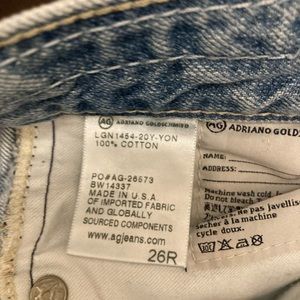 AG ADRIANO GOLDSCHMIED
LGN1454-20Y-YON
100% COTTON
PO#AG-26573
BW14337
MADE IN U.S.A
OF IMPORTED FABRIC
AND GLOBALLY
SOURCED COMPONENTS
www.agjeans.com
26R
AG ADRIANO GOLDS
NAME:
ADDRESS:
Machine wash cold
Do not bleach
Ne pas javellis
sécher a la machine
cycle doux.